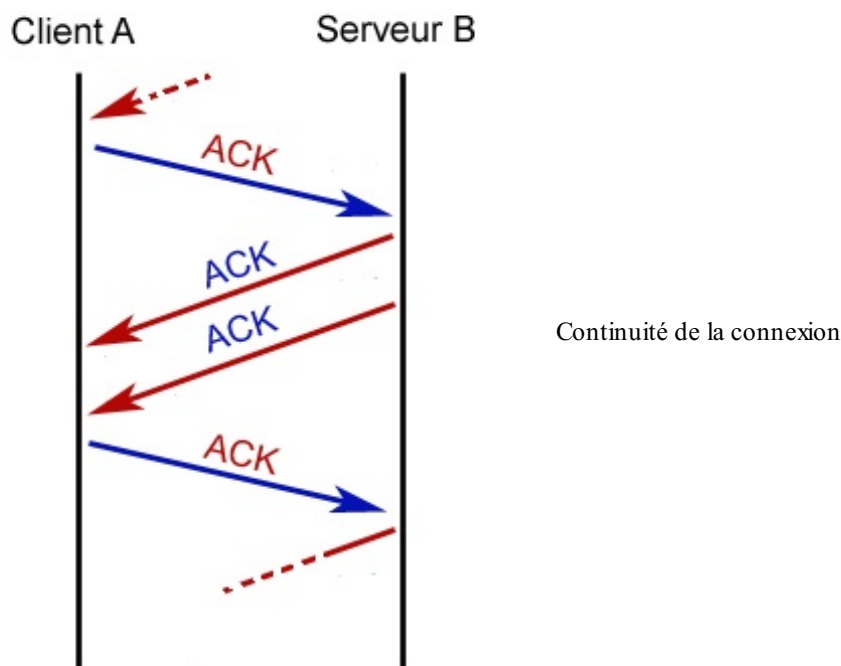 Client A
Serveur B
ACK
ACK
ACK
Continuité de la connexion
ACK